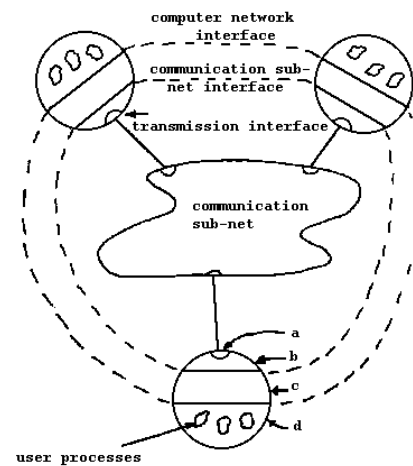 computer network
interface
communication sub-
net interface
transmission interface
communication
sub-net
a
b
c
d
user processes